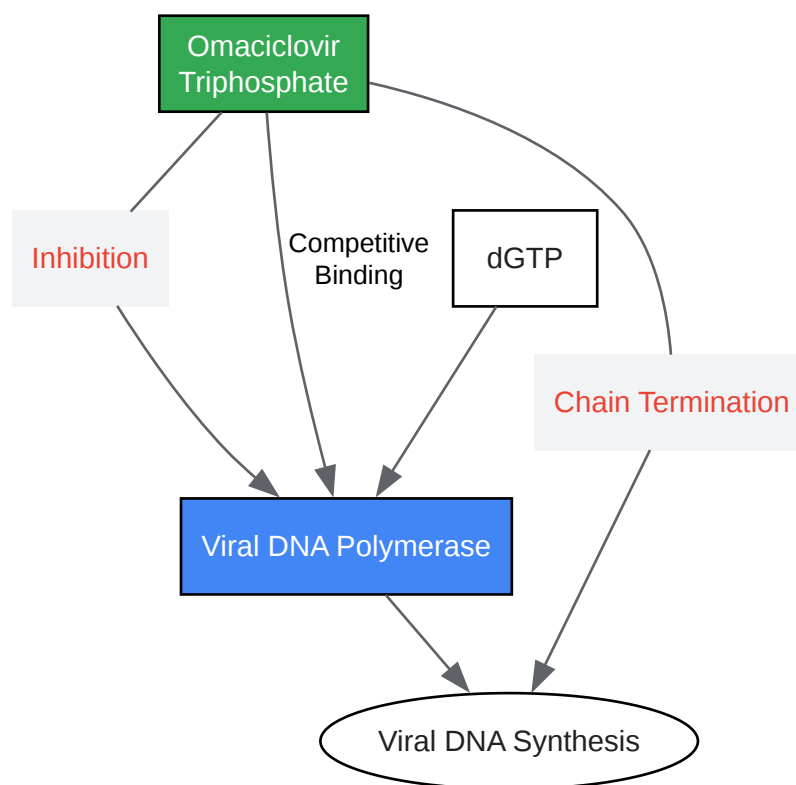 Omaciclovir
Triphosphate
Inhibition
Competitive
Binding
dGTP
Chain Termination
Viral DNA Polymerase
Viral DNA Synthesis